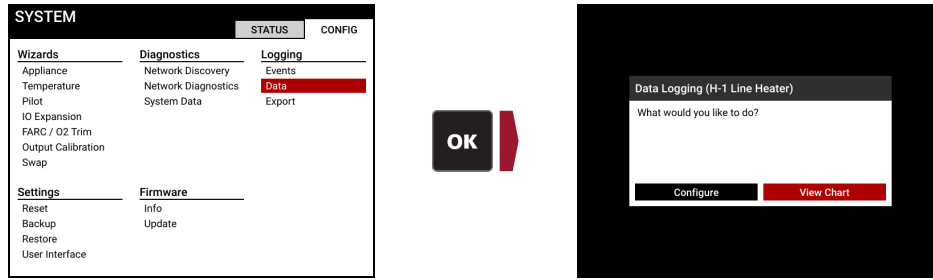 SYSTEM
STATUS
CONFIG
Wizards
Appliance
Temperature
Pilot
IO Expansion
FARC / O2 Trim
Output Calibration
Swap
Diagnostics
Network Discovery
Network Diagnostics
System Data
Logging
Events
Data
Export
Settings
Reset
Backup
Restore
User Interface
Firmware
Info
Update
OK
Data Logging (H-1 Line Heater)
What would you like to do?
Configure
View Chart